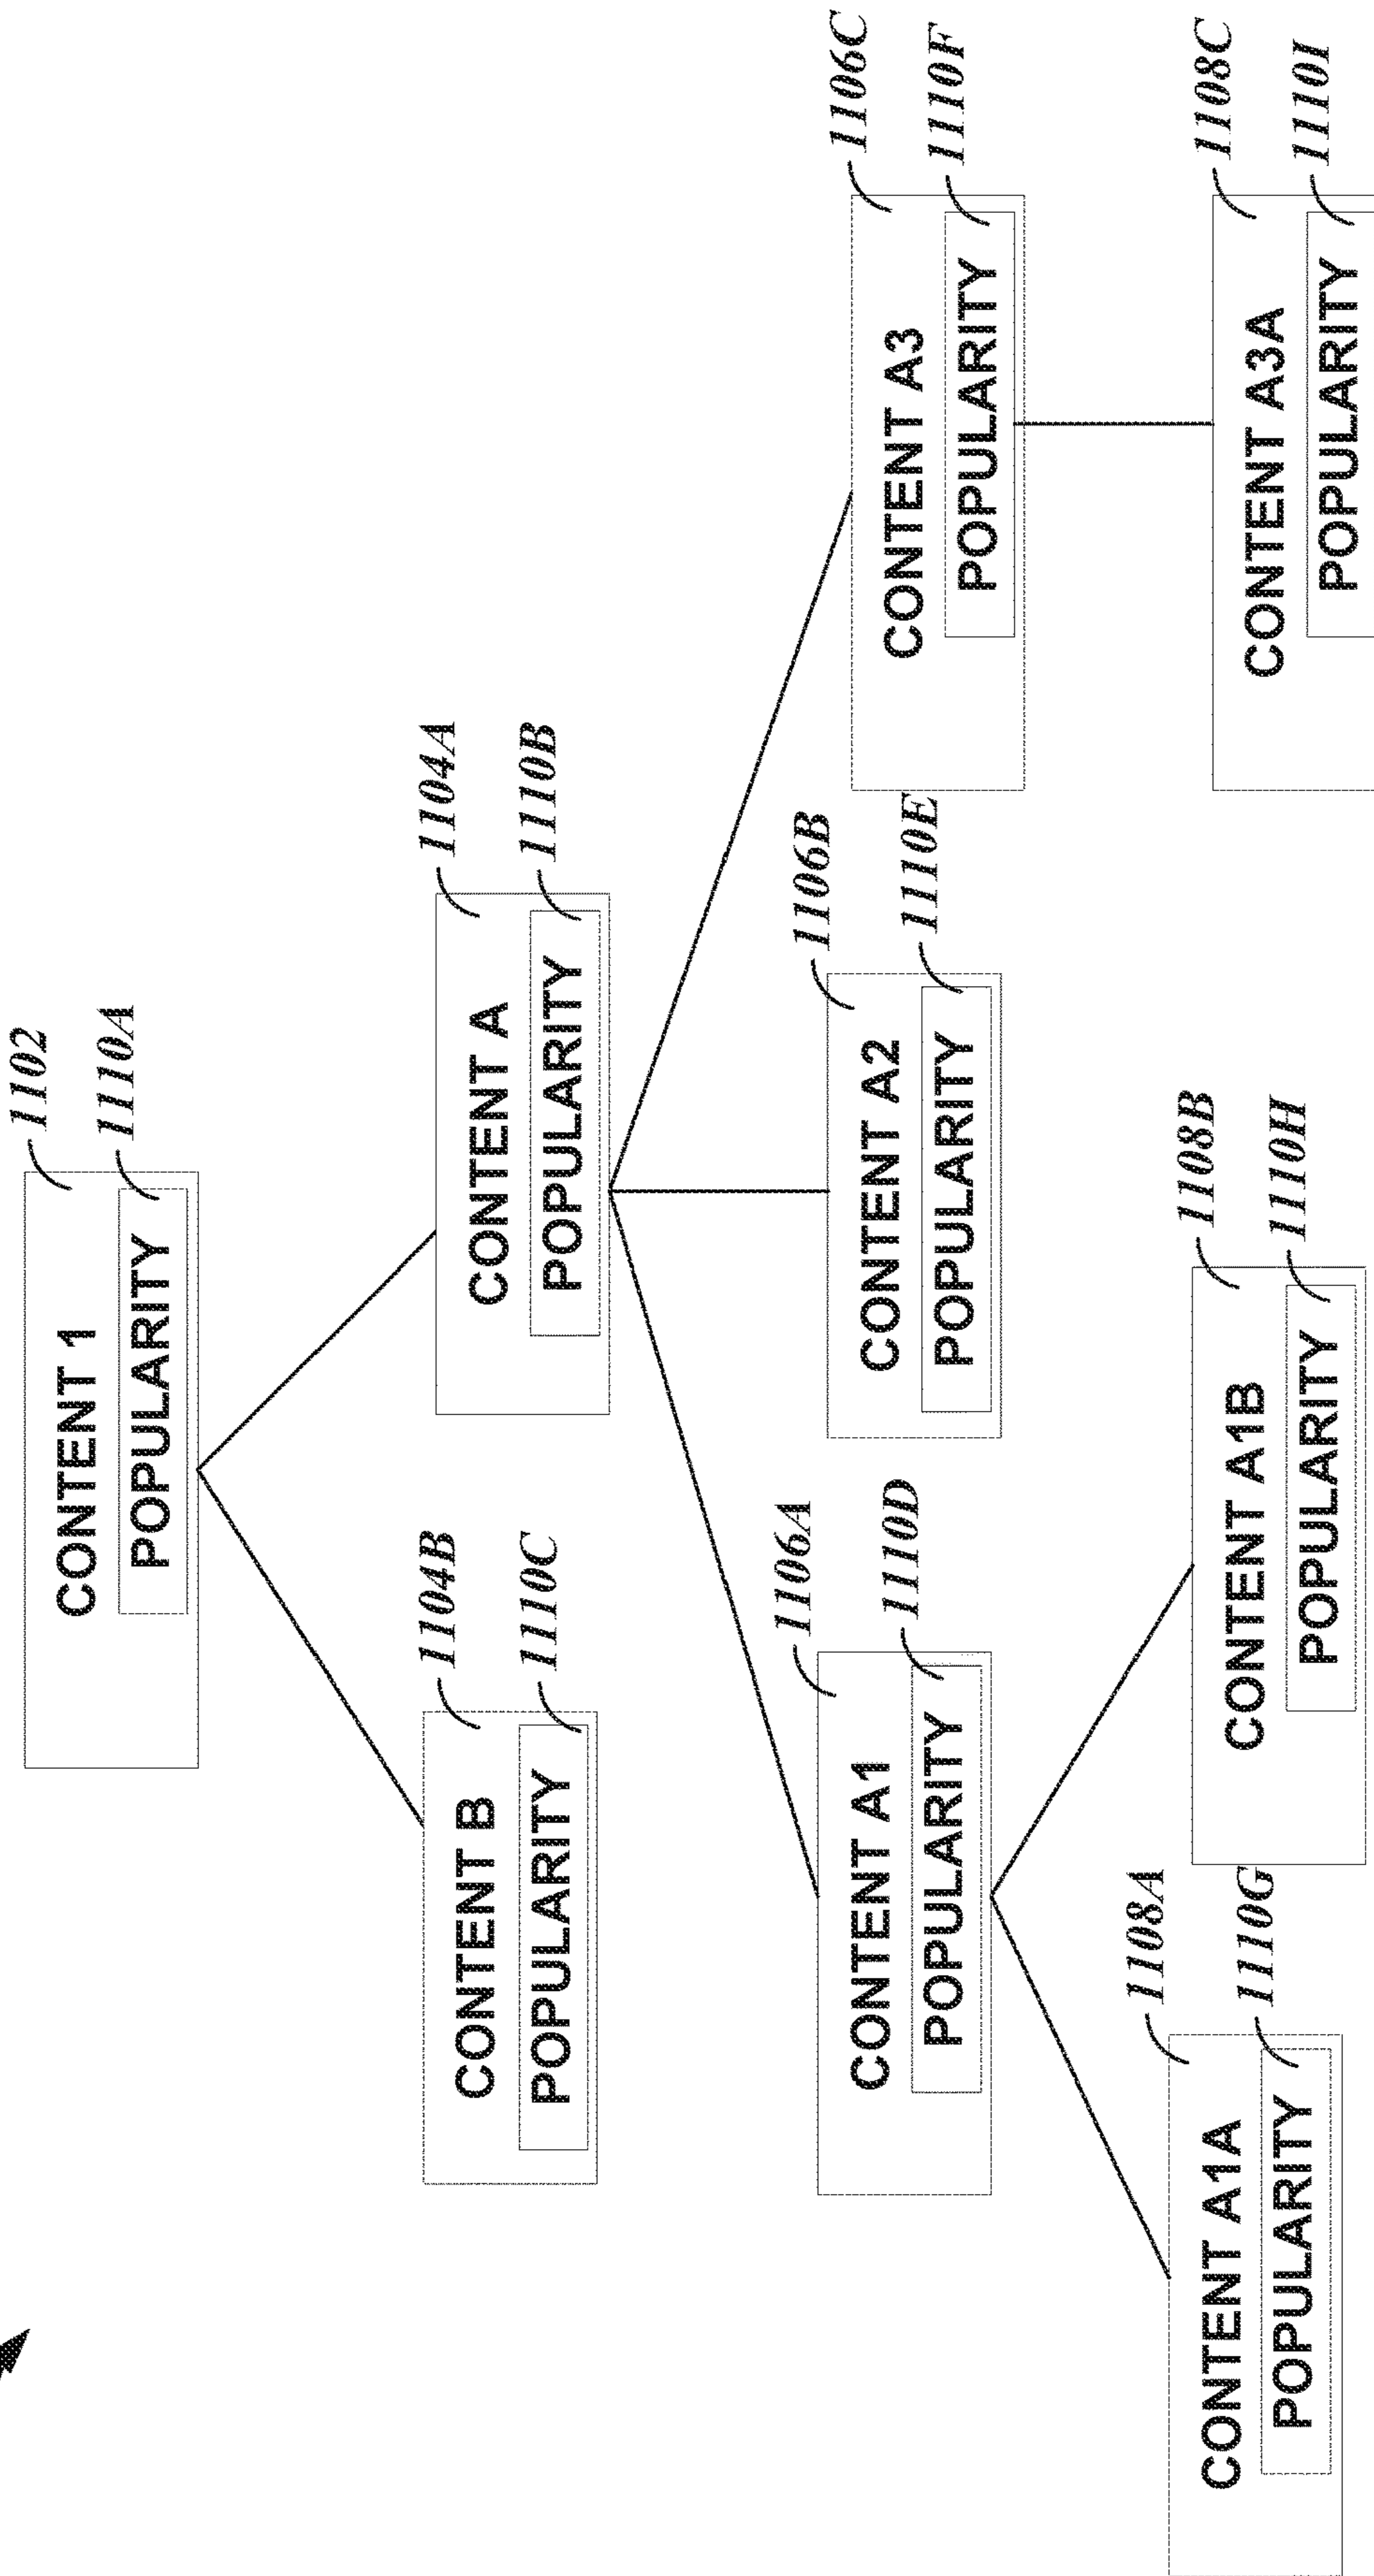 1102
CONTENT 1
1110A
POPULARITY
1104B
CONTENT B
1110C
POPULARITY
1104A
CONTENT A
1110B
POPULARITY
1106A
CONTENT A1
1110D
POPULARITY
1106B
CONTENT A2
1110E
POPULARITY
1106C
CONTENT A3
1110F
POPULARITY
1108A
CONTENT A1A
1110G
POPULARITY
1108B
CONTENT A1B
1110H
POPULARITY
1108C
CONTENT A3A
1110I
POPULARITY